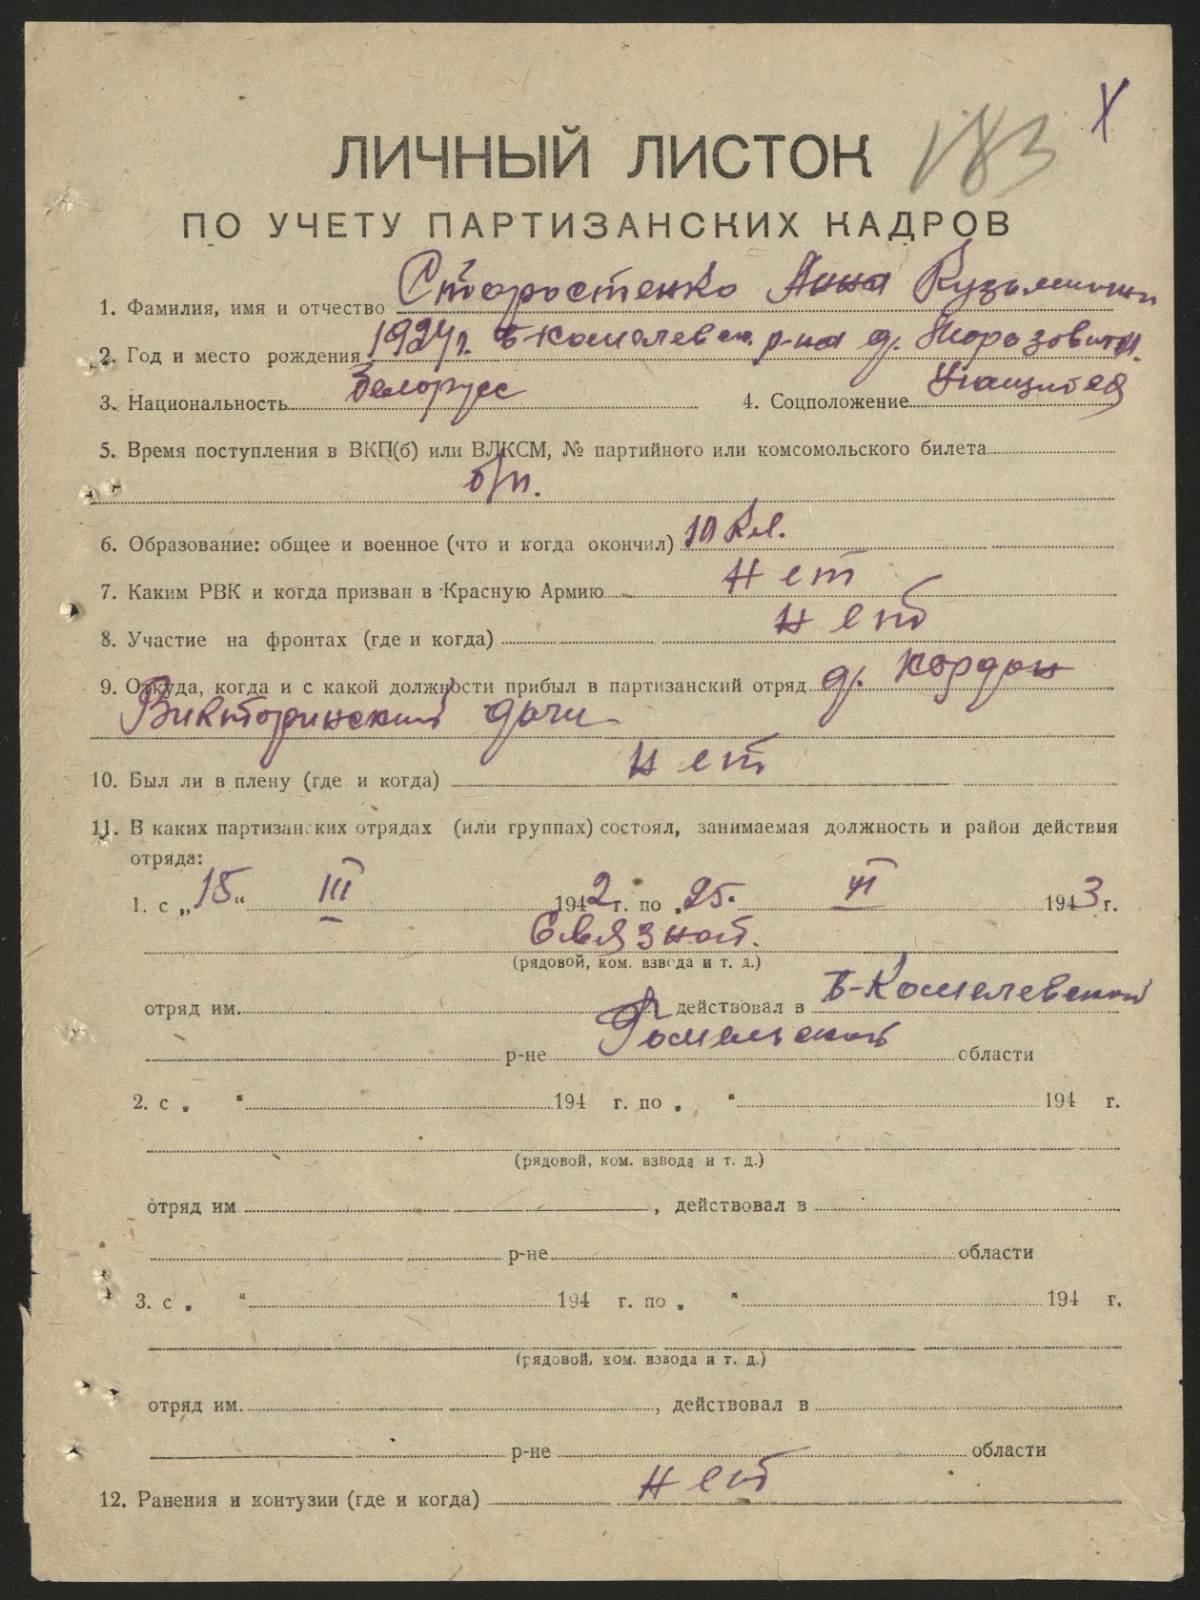 183 X
ЛИЧНЫЙ ЛИСТОК
ПО УЧЕТУ ПАРТИЗАНСКИХ КАДРОВ
1. Фамилия, имя и отчество Старостенко Анна Кузьминична
2. Год и место рождения 1924 г. Б-Кошелевск. р-на д.
3. Национальность Белорусс 4. Соцположение Учащаяся
5. Время поступления в ВКП(б) или ВЛКСМ, № партийного или комсомольского билета
б/п.
6. Образование: общее и военное (что и когда окончил) 10 кл.
7. Каким РВК и когда призван в Красную Армию нет
8. Участие на фронтах (где и когда) нет
9. Откуда, когда и с какой должности прибыл в партизанский отряд д. Кордон
Викторинский дачи
10. Был ли в плену (где и когда) нет
11. В каких партизанских отрядах (или группах) состоял, занимаемая должность и район действия
отряда:
1. с „15“ III 1942 г. по „25“ VI 1943 г.
Связной.
(рядовой, ком. взвода и т. д.)
отряд им. действовал в Б-Кошелевском
р-не Гомельской области
2. с „ “ 194 г. по „ “ 194 г.
(рядовой, ком. взвода и т. д.)
отряд им , действовал в
р-не области
3. с „ “ 194 г. по „ “ 194 г.
(рядовой, ком. взвода и т. д.)
отряд им. , действовал в
р-не области
12. Ранения и контузии (где и когда) нет